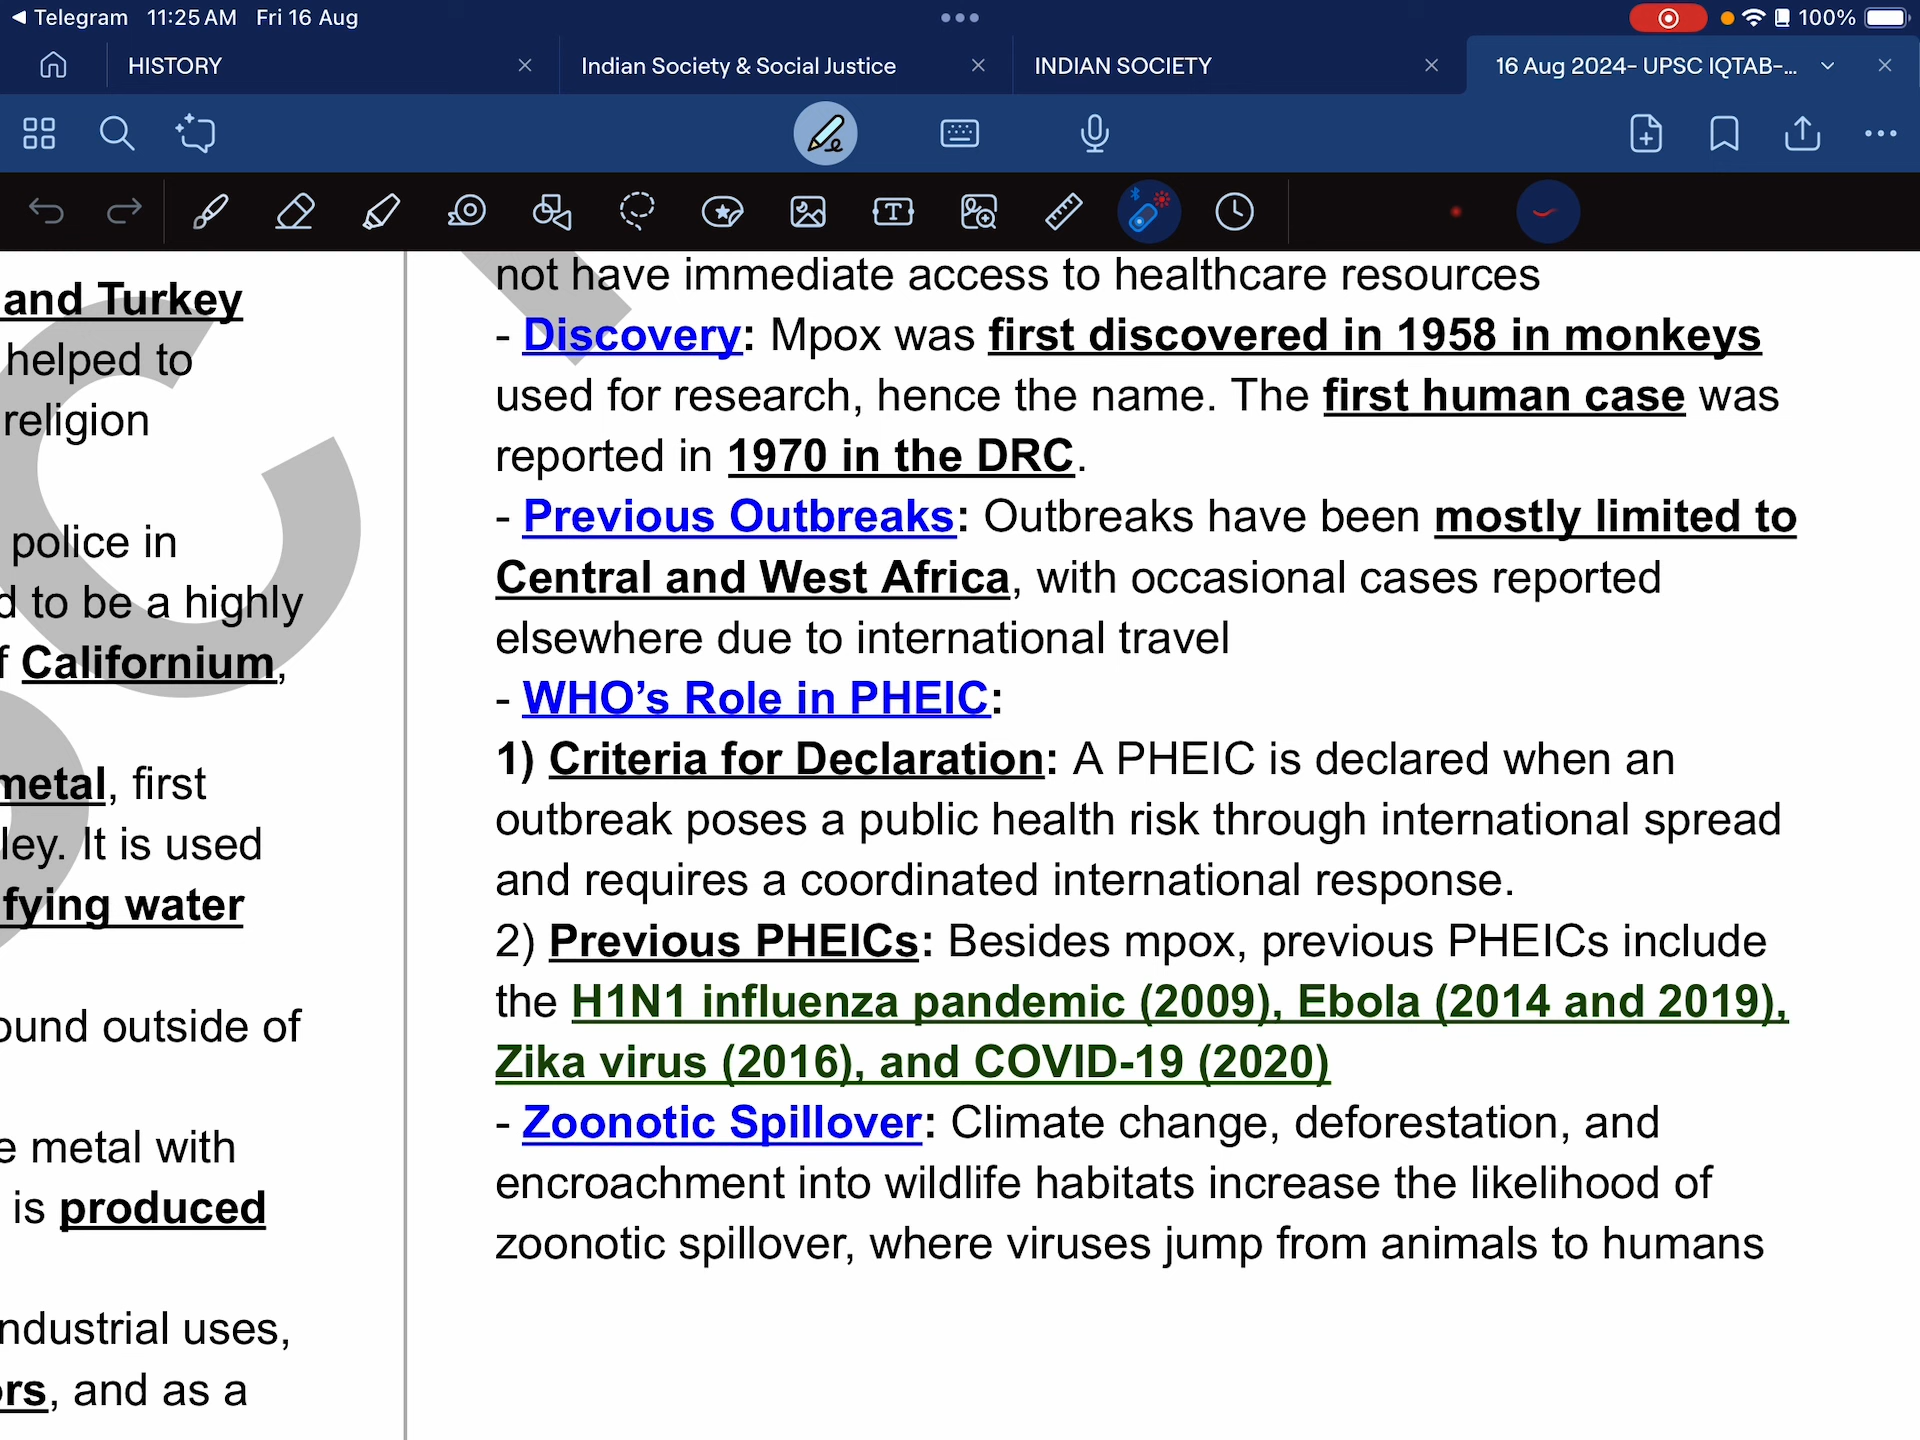 Telegram 11:25 AM Fri 16 Aug
100%
HISTORY
Indian Society & Social Justice
INDIAN SOCIETY
16 Aug 2024- UPSC IQTAB-...
and Turkey
helped to
religion
police in
d to be a highly
f Californium,
metal, first
ley. It is used
fying water
ound outside of
e metal with
is produced
ndustrial uses,
ors, and as a
not have immediate access to healthcare resources
- Discovery: Mpox was first discovered in 1958 in monkeys
used for research, hence the name. The first human case was
reported in 1970 in the DRC.
- Previous Outbreaks: Outbreaks have been mostly limited to
Central and West Africa, with occasional cases reported
elsewhere due to international travel
- WHO’s Role in PHEIC:
1) Criteria for Declaration: A PHEIC is declared when an
outbreak poses a public health risk through international spread
and requires a coordinated international response.
2) Previous PHEICs: Besides mpox, previous PHEICs include
the H1N1 influenza pandemic (2009), Ebola (2014 and 2019),
Zika virus (2016), and COVID-19 (2020)
- Zoonotic Spillover: Climate change, deforestation, and
encroachment into wildlife habitats increase the likelihood of
zoonotic spillover, where viruses jump from animals to humans